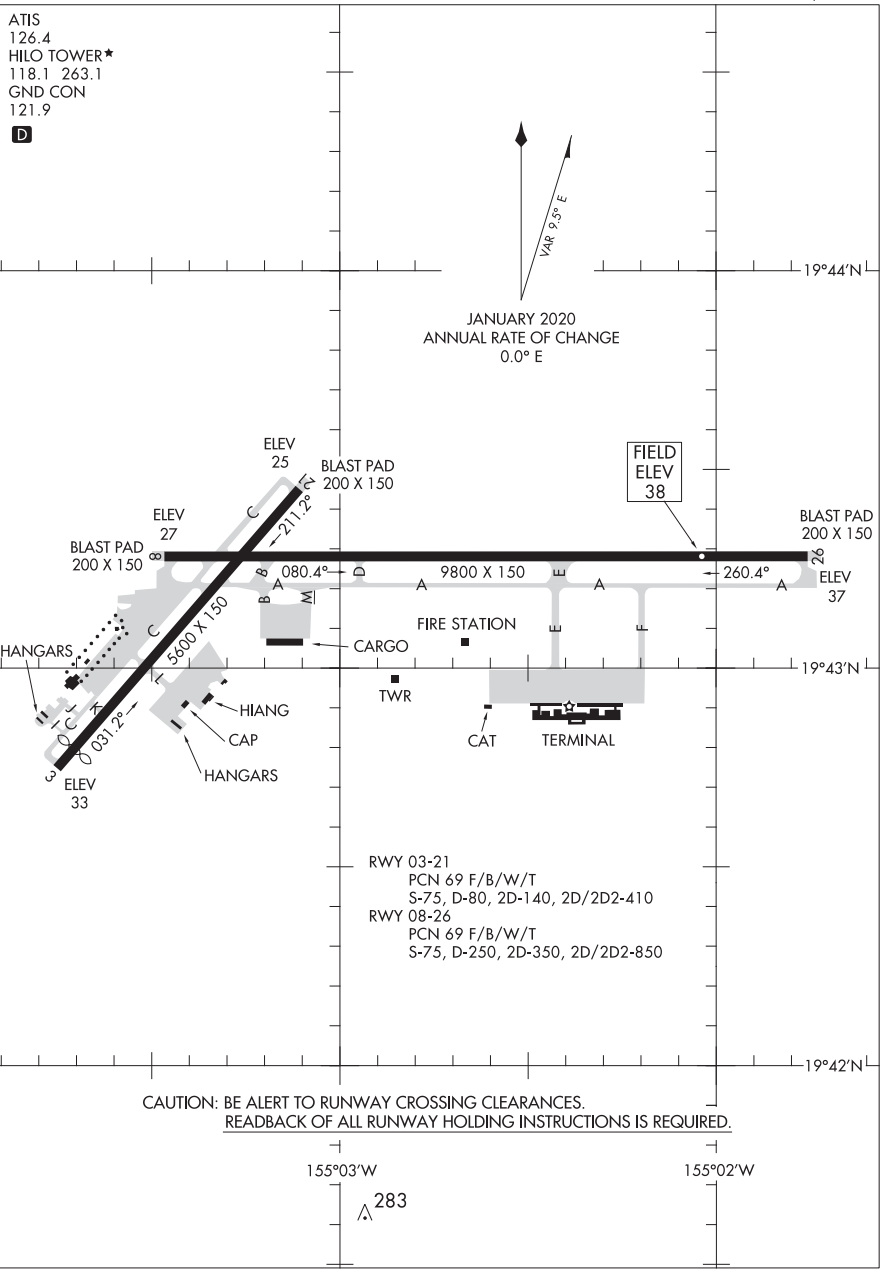 ATIS
126.4
HILO TOWER★
118.1 263.1
GND CON
121.9
D
VAR 9.5° E
JANUARY 2020
ANNUAL RATE OF CHANGE
0.0° E
19°44'N
ELEV
25
21
BLAST PAD
200 X 150
C
211.2°
FIELD
ELEV
38
ELEV
27
BLAST PAD
200 X 150
8
BLAST PAD
200 X 150
26
ELEV
37
B
080.4°
D
9800 X 150
E
260.4°
B
A
M
A
A
A
C
5600 X 150
FIRE STATION
E
F
CARGO
HANGARS
19°43'N
TWR
L
HIANG
CAP
HANGARS
J
K
I
C
031.2°
3
ELEV
33
CAT
TERMINAL
RWY 03-21
PCN 69 F/B/W/T
S-75, D-80, 2D-140, 2D/2D2-410
RWY 08-26
PCN 69 F/B/W/T
S-75, D-250, 2D-350, 2D/2D2-850
19°42'N
CAUTION: BE ALERT TO RUNWAY CROSSING CLEARANCES.
READBACK OF ALL RUNWAY HOLDING INSTRUCTIONS IS REQUIRED.
155°03'W
155°02'W
283